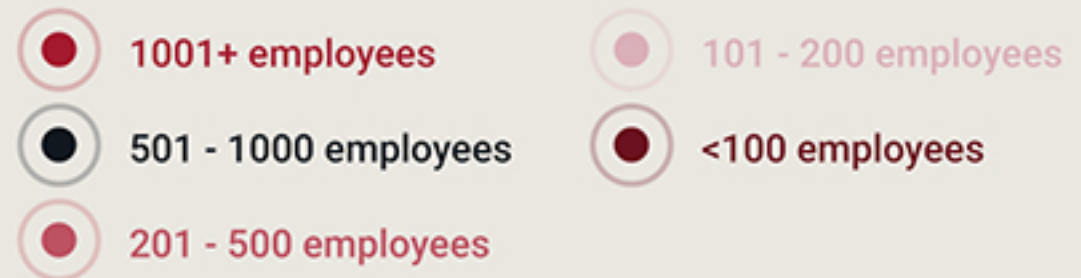 1001+ employees
501 - 1000 employees
201 - 500 employees
101 - 200 employees
<100 employees